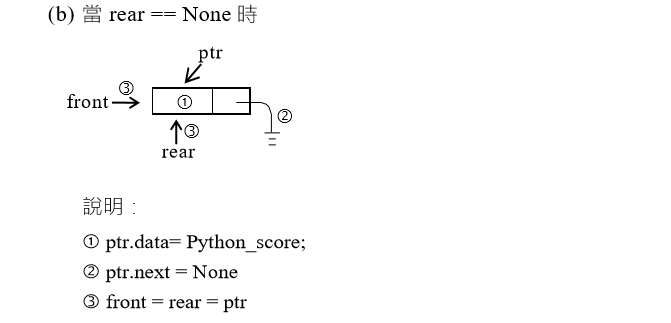 (b) 當 rear == None 時
ptr
③
front
①
②
③
rear
說明：
① ptr.data= Python_score;
② ptr.next = None
③ front = rear = ptr